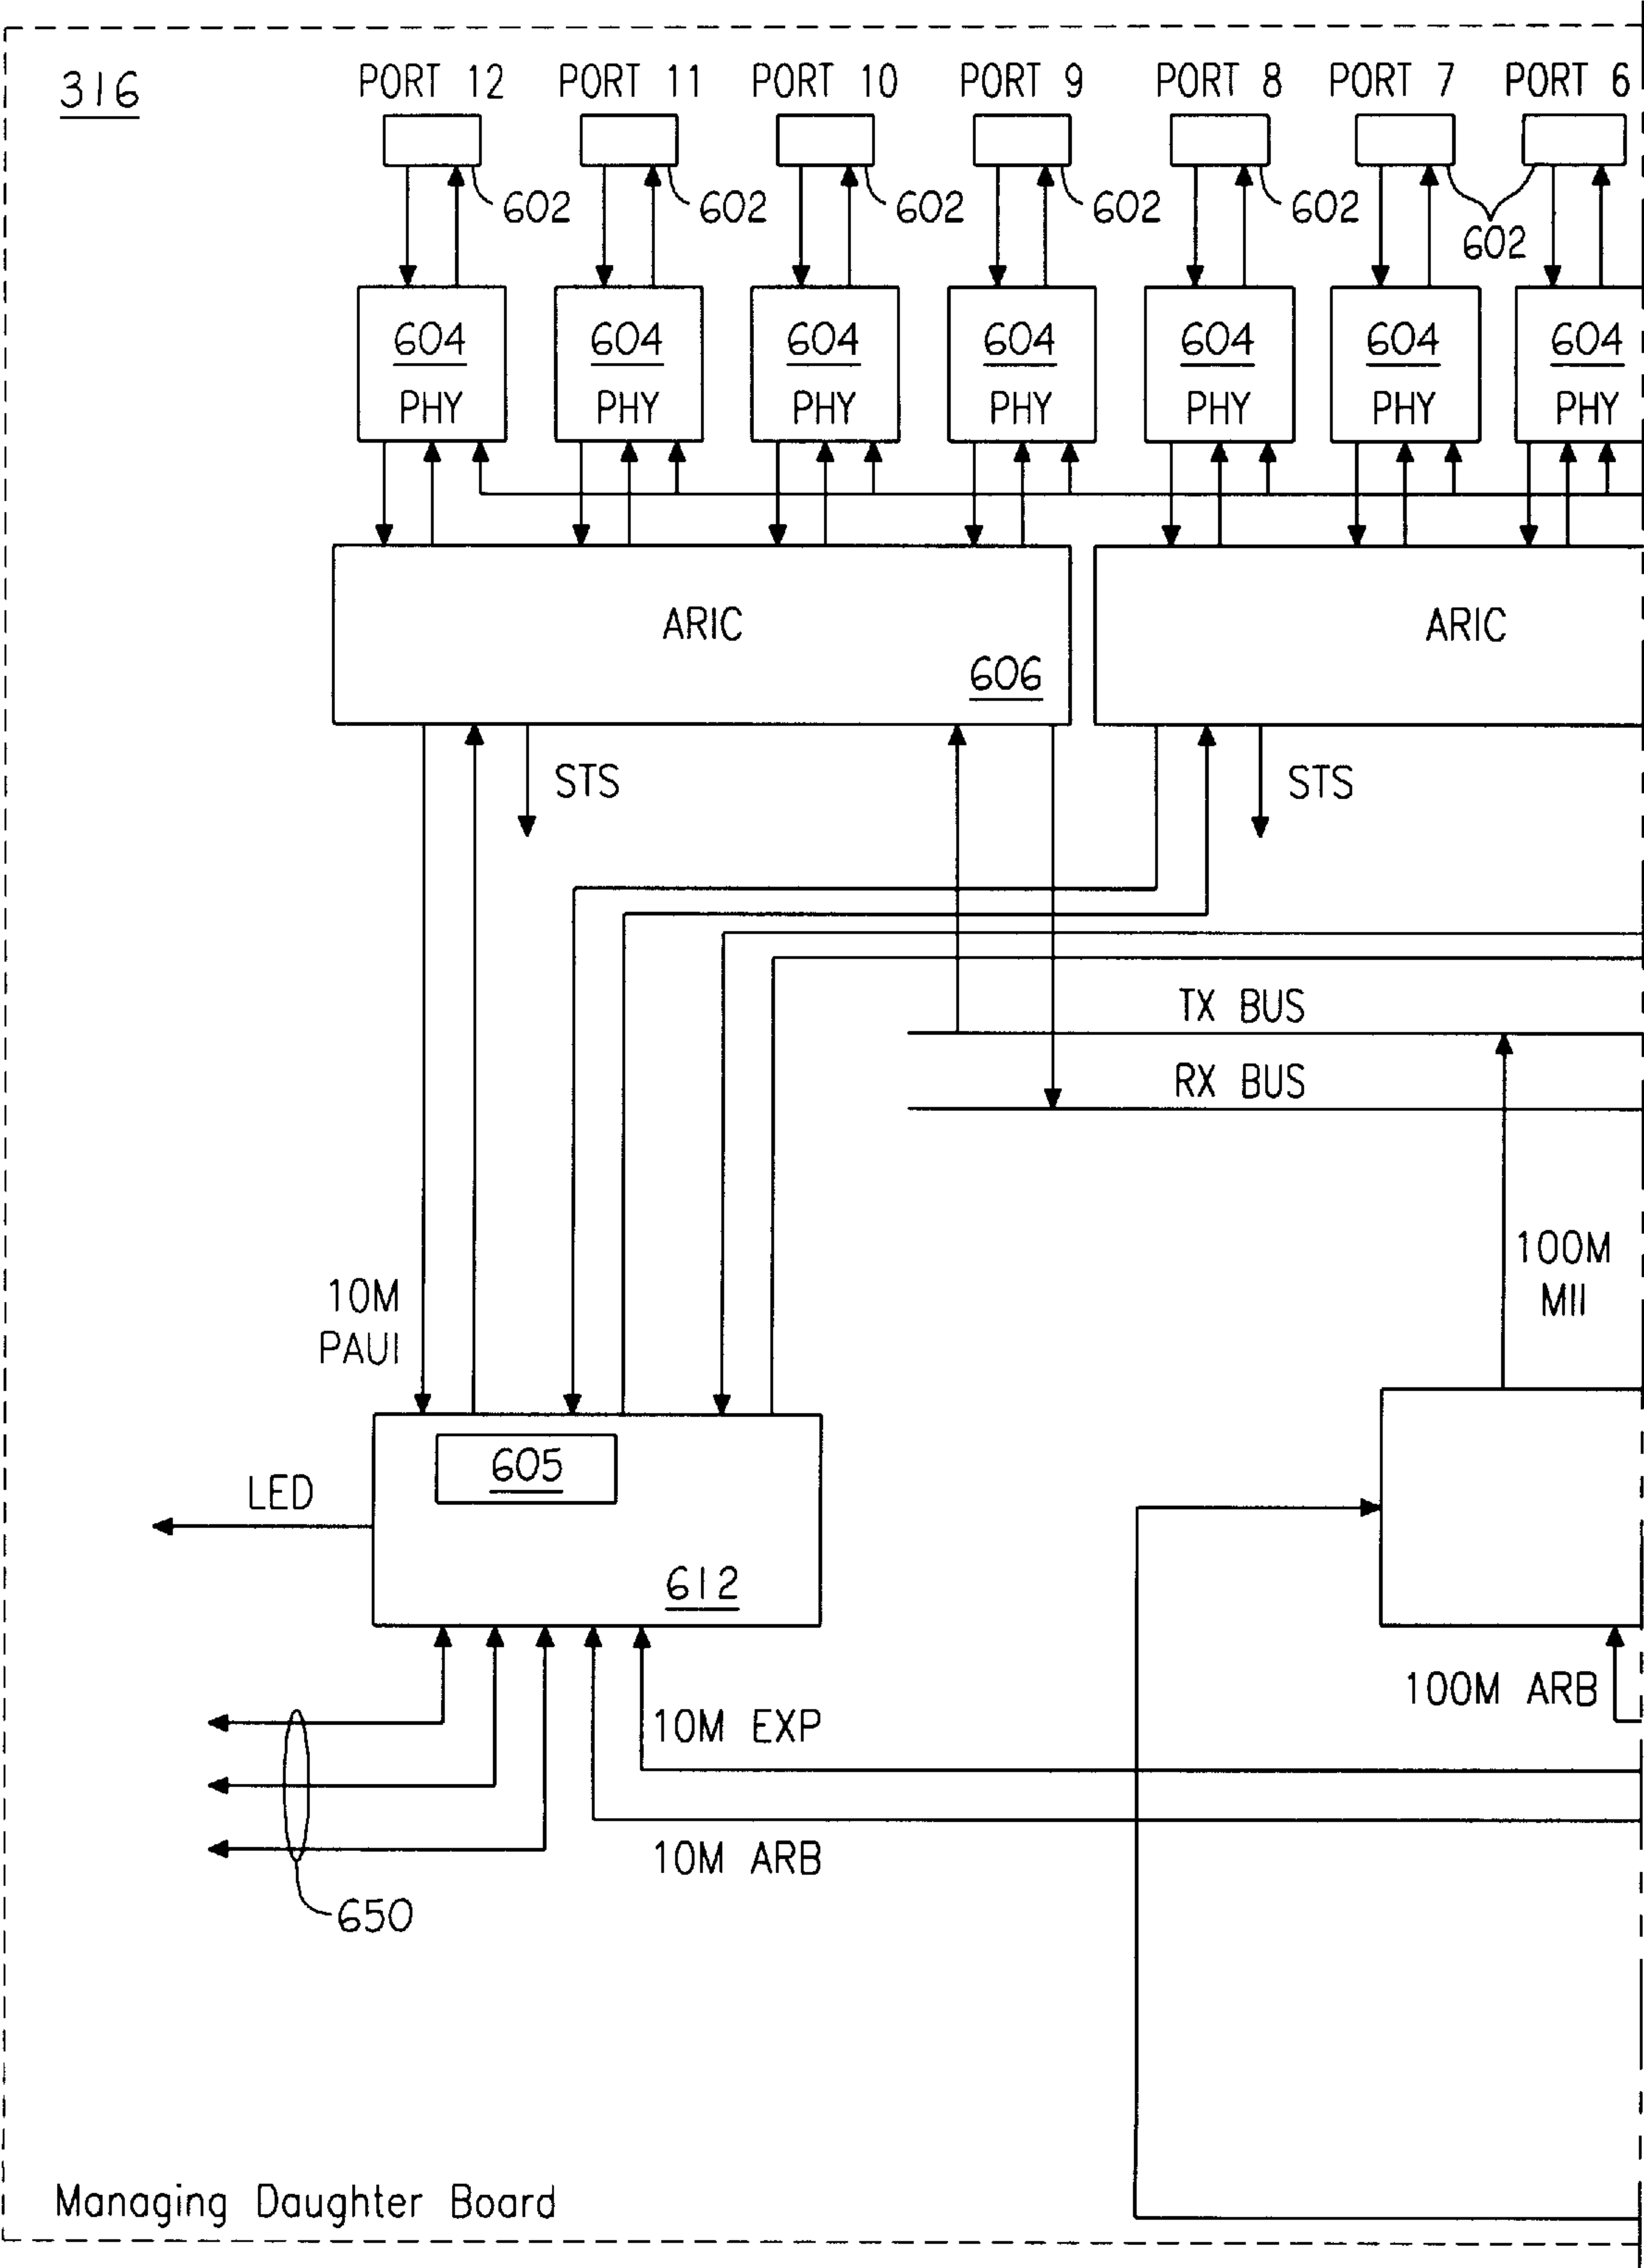 316
PORT 12 PORT 11 PORT 10 PORT 9 PORT 8 PORT 7 PORT 6
602 602 602 602 602 602
604 604 604 604 604 604 604
PHY PHY PHY PHY PHY PHY PHY
ARIC ARIC
606
STS STS
TX BUS
RX BUS
100M
MII
10M
PAUI
605
LED
612
100M ARB
10M EXP
10M ARB
650
Managing Daughter Board